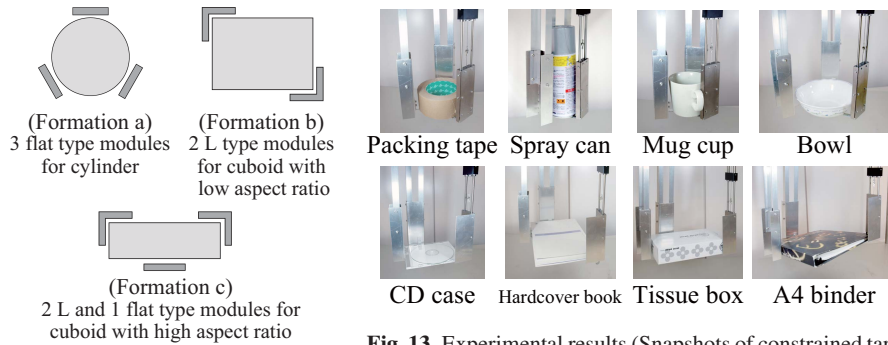 (Formation a)
3 flat type modules
for cylinder
(Formation b)
2 L type modules
for cuboid with
low aspect ratio
(Formation c)
2 L and 1 flat type modules for
cuboid with high aspect ratio
Packing tape Spray can Mug cup Bowl
CD case Hardcover book Tissue box A4 binder
Fig. 13. Experimental results (Snapshots of constrained tar